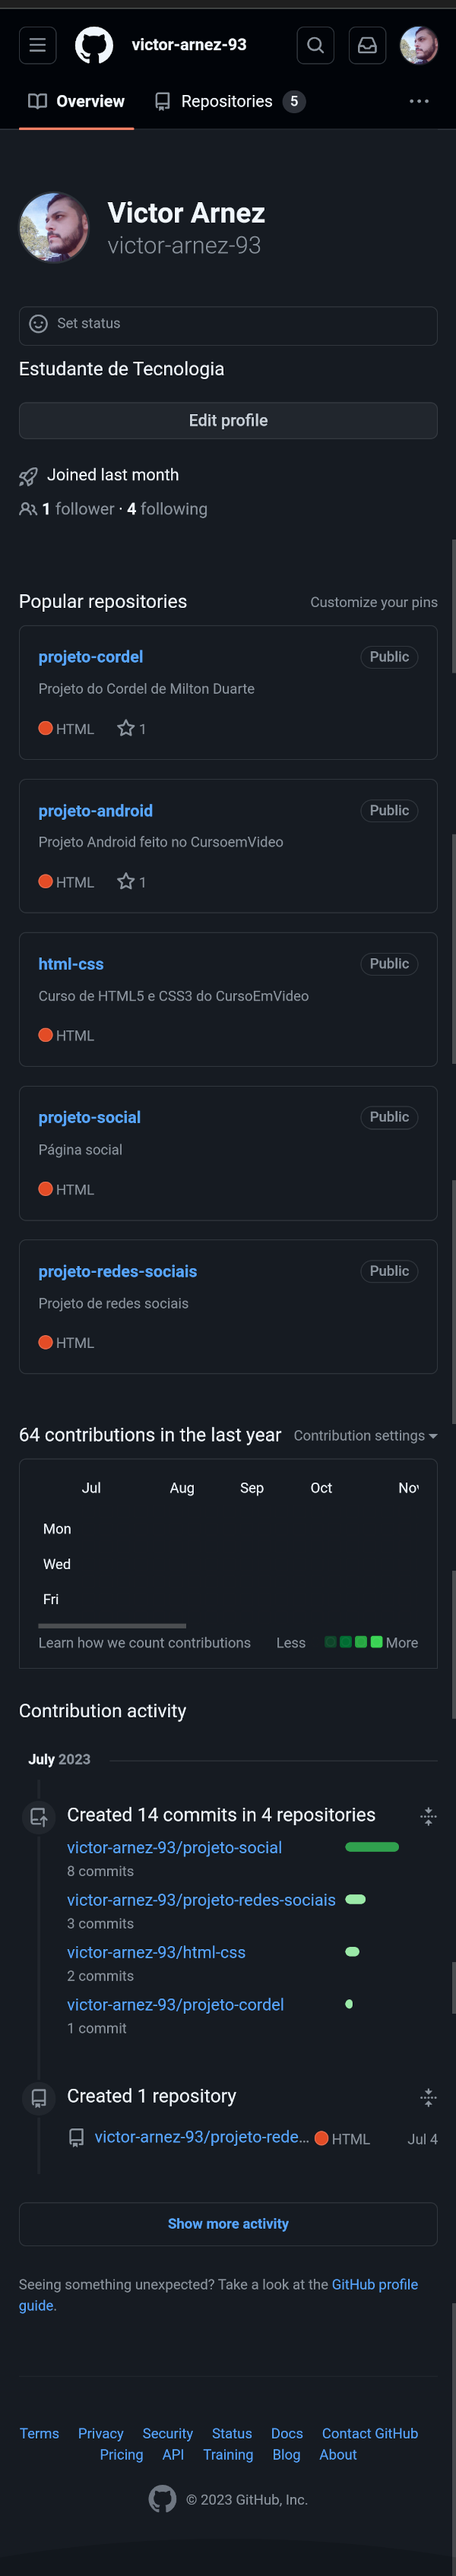 victor-arnez-93
Overview Repositories 5
Victor Arnez
victor-arnez-93
Set status
Estudante de Tecnologia
Edit profile
Joined last month
1 follower · 4 following
Popular repositories Customize your pins
projeto-cordel Public
Projeto do Cordel de Milton Duarte
HTML 1
projeto-android Public
Projeto Android feito no CursoemVideo
HTML 1
html-css Public
Curso de HTML5 e CSS3 do CursoEmVideo
HTML
projeto-social Public
Página social
HTML
projeto-redes-sociais Public
Projeto de redes sociais
HTML
64 contributions in the last year Contribution settings
Jul Aug Sep Oct Nov
Mon
Wed
Fri
Learn how we count contributions Less More
Contribution activity
July 2023
Created 14 commits in 4 repositories
victor-arnez-93/projeto-social
8 commits
victor-arnez-93/projeto-redes-sociais
3 commits
victor-arnez-93/html-css
2 commits
victor-arnez-93/projeto-cordel
1 commit
Created 1 repository
victor-arnez-93/projeto-rede... HTML Jul 4
Show more activity
Seeing something unexpected? Take a look at the GitHub profile
guide.
Terms Privacy Security Status Docs Contact GitHub
Pricing API Training Blog About
© 2023 GitHub, Inc.